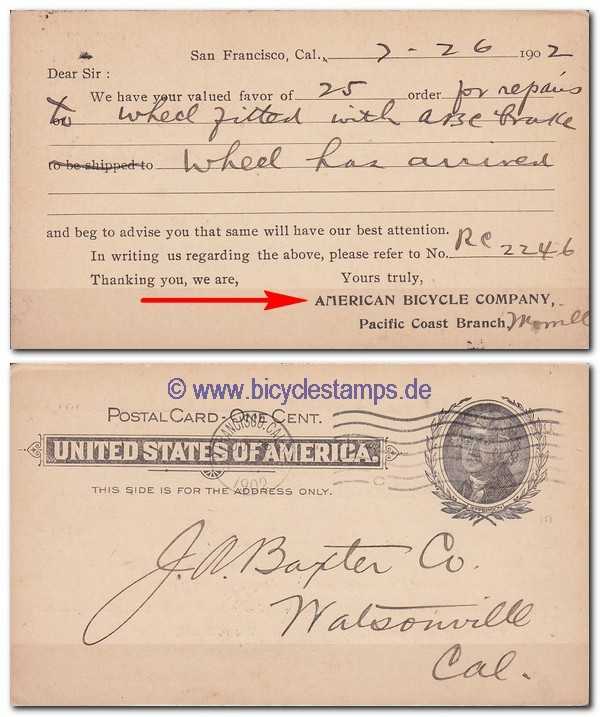 San Francisco, Cal., 7-26 1902
Dear Sir:
We have your valued favor of 25 order for repairs
to wheel fitted with ABC brake
to be shipped to wheel has arrived
and beg to advise you that same will have our best attention.
In writing us regarding the above, please refer to No. RC 2246
Thanking you, we are, Yours truly,
AMERICAN BICYCLE COMPANY,
Pacific Coast Branch, Morrill
© www.bicyclestamps.de
POSTAL CARD - ONE CENT.
UNITED STATES OF AMERICA.
THIS SIDE IS FOR THE ADDRESS ONLY.
JEFFERSON
J.A. Baxter Co.
Watsonville
Cal.